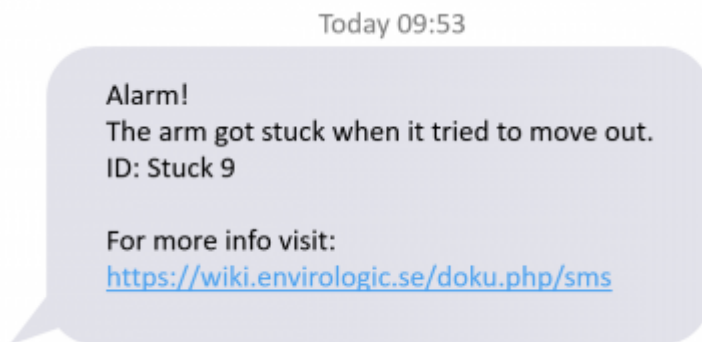 Today 09:53
Alarm!
The arm got stuck when it tried to move out.
ID: Stuck 9
For more info visit:
https://wiki.envirologic.se/doku.php/sms